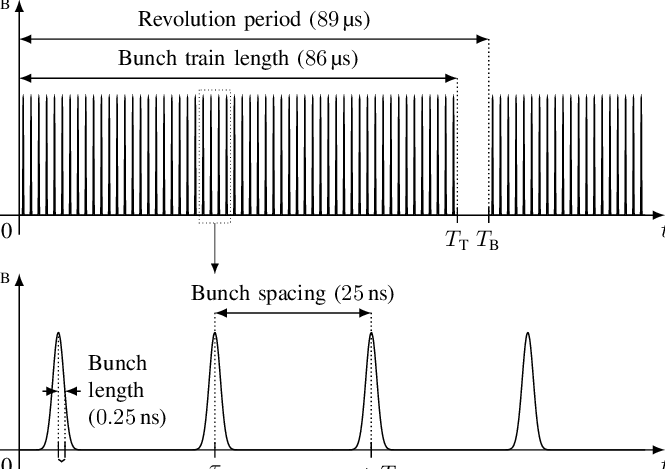 B
Revolution period (89 µs)
Bunch train length (86 µs)
0
T_T T_B
t
B
Bunch spacing (25 ns)
Bunch
length
(0.25 ns)
0
t